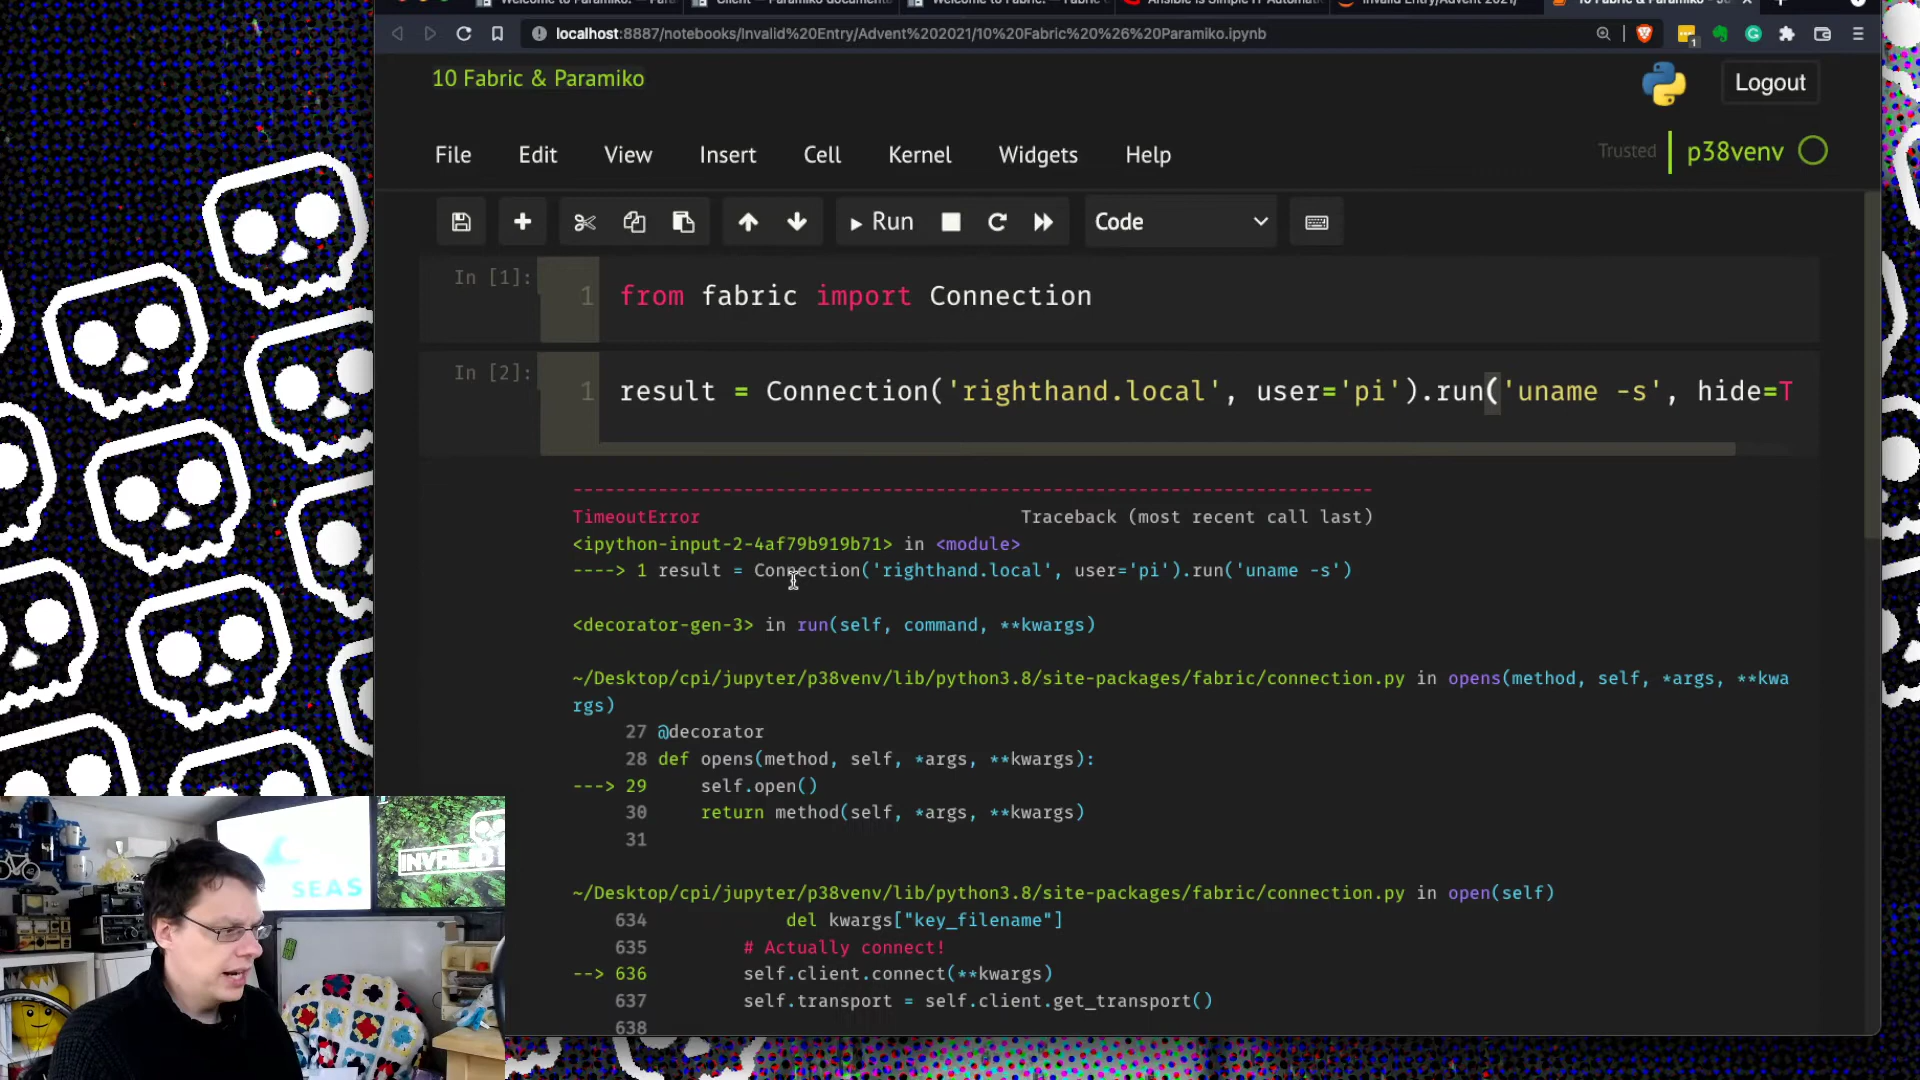 localhost:8887/notebooks/Invalid%20Entry/Advent%202021/10%20Fabric%20%26%20Paramiko.ipynb
10 Fabric & Paramiko
Logout
File Edit View Insert Cell Kernel Widgets Help
Trusted
p38venv
Run
Code
In [1]:
1 from fabric import Connection
In [2]:
1 result = Connection('righthand.local', user='pi').run('uname -s', hide=T
TimeoutError Traceback (most recent call last)
<ipython-input-2-4af79b919b71> in <module>
----> 1 result = Connection('righthand.local', user='pi').run('uname -s')
<decorator-gen-3> in run(self, command, **kwargs)
~/Desktop/cpi/jupyter/p38venv/lib/python3.8/site-packages/fabric/connection.py in opens(method, self, *args, **kwa
rgs)
27 @decorator
28 def opens(method, self, *args, **kwargs):
---> 29 self.open()
30 return method(self, *args, **kwargs)
31
~/Desktop/cpi/jupyter/p38venv/lib/python3.8/site-packages/fabric/connection.py in open(self)
634 del kwargs["key_filename"]
635 # Actually connect!
--> 636 self.client.connect(**kwargs)
637 self.transport = self.client.get_transport()
638
SEAS